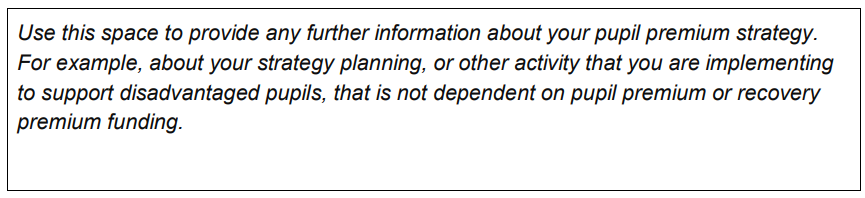 Use this space to provide any further information about your pupil premium strategy.
For example, about your strategy planning, or other activity that you are implementing
to support disadvantaged pupils, that is not dependent on pupil premium or recovery
premium funding.